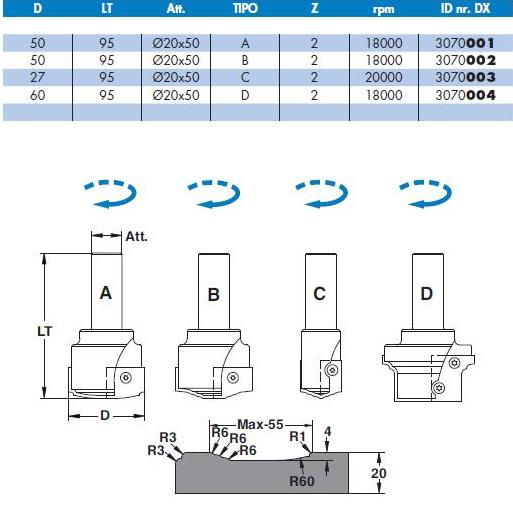 D LT Att. TIPO Z rpm ID nr. DX
50 95 Ø20x50 A 2 18000 3070001
50 95 Ø20x50 B 2 18000 3070002
27 95 Ø20x50 C 2 20000 3070003
60 95 Ø20x50 D 2 18000 3070004
Att.
A B C D
LT
D
R3 R6 R6 Max-55 R1 4
R3 R6
R60 20